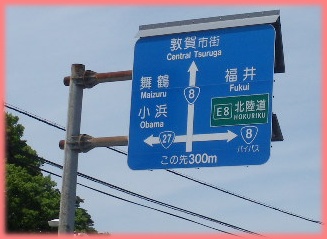 敦賀市街
Central Tsuruga
舞鶴
Maizuru
小浜
Obama
8
福井
Fukui
E8 北陸道
HOKURIKU
27
8
バイパス
この先300m